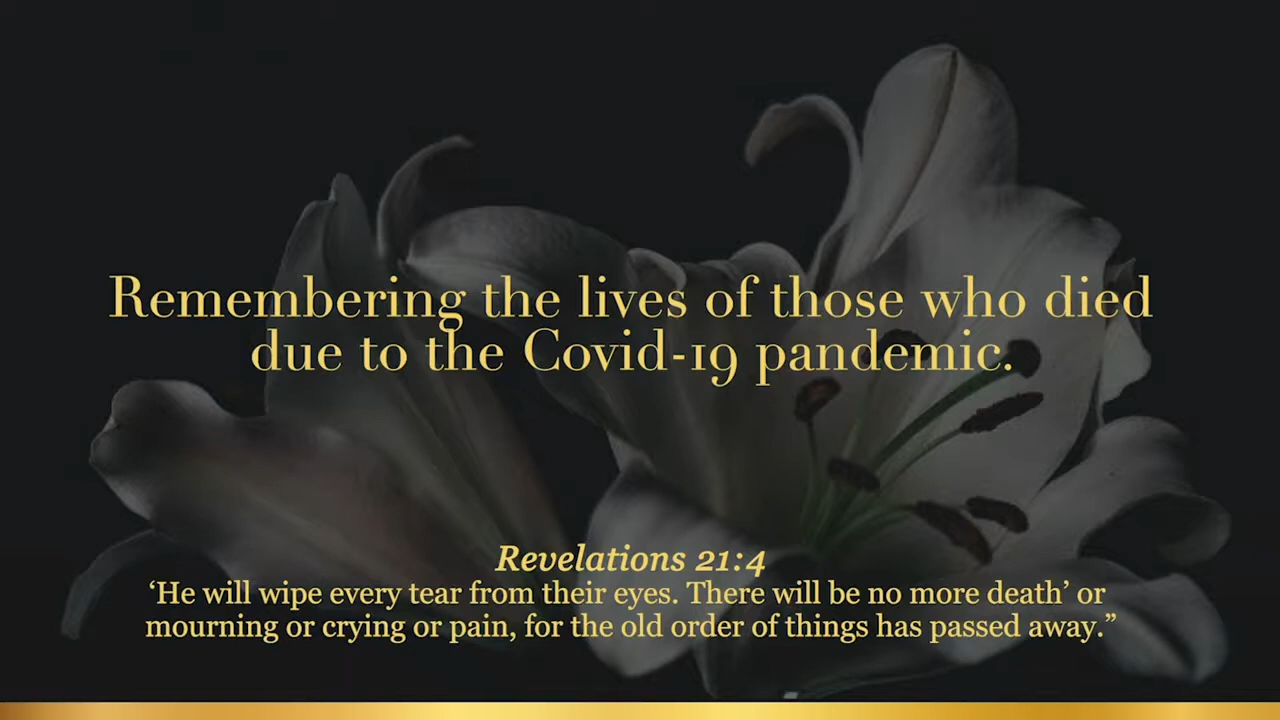 Remembering the lives of those who died
due to the Covid-19 pandemic.
Revelations 21:4
‘He will wipe every tear from their eyes. There will be no more death’ or
mourning or crying or pain, for the old order of things has passed away.”